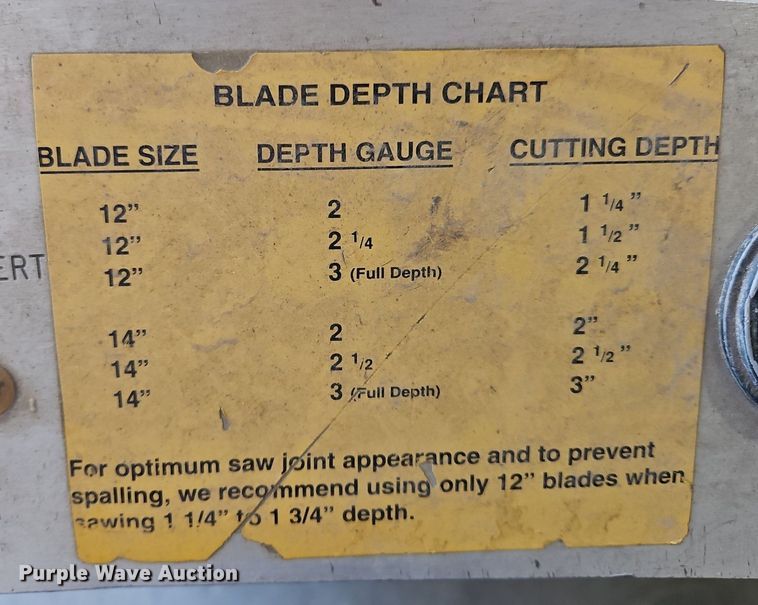 BLADE DEPTH CHART
BLADE SIZE DEPTH GAUGE CUTTING DEPTH
12” 2 1 1/4”
12” 2 1/4 1 1/2”
12” 3 (Full Depth) 2 1/4”
ERT
14” 2 2”
14” 2 1/2 2 1/2”
14” 3 (Full Depth) 3”
For optimum saw joint appearance and to prevent
spalling, we recommend using only 12” blades when
sawing 1 1/4” to 1 3/4” depth.
Purple Wave Auction